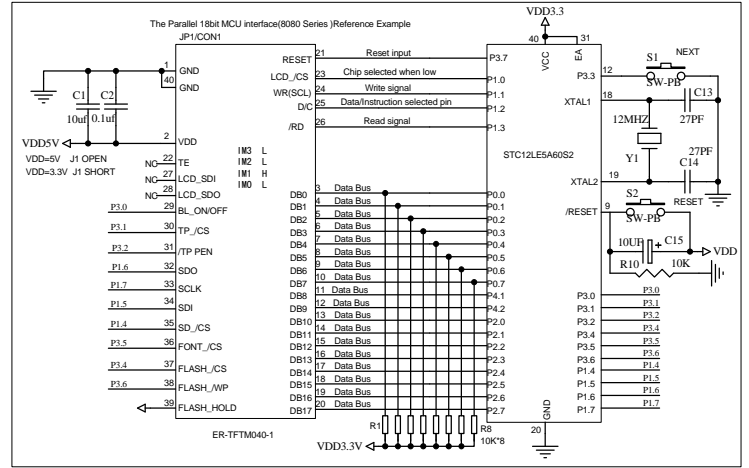 The Parallel 18bit MCU interface(8080 Series )Reference Example
JP1/CON1
VDD3.3
1 GND
40 GND
C1 C2
10uf 0.1uf
VDD5V 2 VDD
VDD=5V J1 OPEN
VDD=3.3V J1 SHORT
NC 22 TE
NC 27 LCD_SDI
NC 28 LCD_SDO
P3.0 29 BL_ON/OFF
P3.1 30 TP_/CS
P3.2 31 /TP PEN
P1.6 32 SDO
P1.7 33 SCLK
P1.5 34 SDI
P1.4 35 SD_/CS
P3.5 36 FONT_/CS
P3.4 37 FLASH_/CS
P3.6 38 FLASH_/WP
39 FLASH_HOLD
ER-TFTM040-1
IM3 L
IM2 L
IM1 H
IM0 L
RESET 21 Reset input P3.7
LCD_/CS 23 Chip selected when low P1.0
WR(SCL) 24 Write signal P1.1
D/C 25 Data/Instruction selected pin P1.2
/RD 26 Read signal P1.3
DB0 3 Data Bus P0.0
DB1 4 Data Bus P0.1
DB2 5 Data Bus P0.2
DB3 6 Data Bus P0.3
DB4 7 Data Bus P0.4
DB5 8 Data Bus P0.5
DB6 9 Data Bus P0.6
DB7 10 Data Bus P0.7
DB8 11 Data Bus P4.1
DB9 12 Data Bus P4.2
DB10 13 Data Bus P2.0
DB11 14 Data Bus P2.1
DB12 15 Data Bus P2.2
DB13 16 Data Bus P2.3
DB14 17 Data Bus P2.4
DB15 18 Data Bus P2.5
DB16 19 Data Bus P2.6
DB17 20 Data Bus P2.7
R1 R8
VDD3.3V 10K*8
40 31
VCC EA
STC12LE5A60S2
P3.3 12 S1 NEXT
SW-PB
XTAL1 18 C13
12MHZ 27PF
Y1 27PF
C14
XTAL2 19
S2 RESET
/RESET 9 SW-PB
10UF + C15 VDD
R10 10K
P3.0 P3.0
P3.1 P3.1
P3.2 P3.2
P3.4 P3.4
P3.5 P3.5
P3.6 P3.6
P1.4 P1.4
P1.5 P1.5
P1.6 P1.6
P1.7 P1.7
20 GND